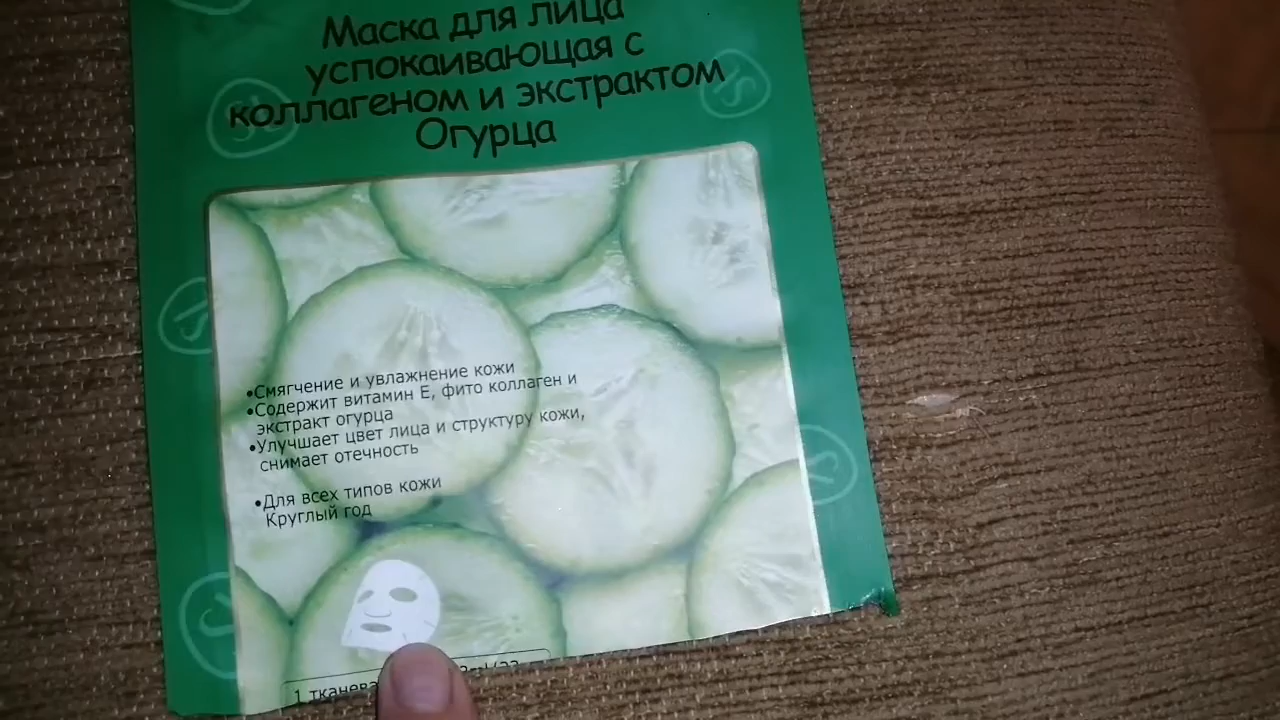 Маска для лица
успокаивающая с
коллагеном и экстрактом
Огурца
•Смягчение и увлажнение кожи
•Содержит витамин Е, фито коллаген и
экстракт огурца
•Улучшает цвет лица и структуру кожи,
снимает отечность
•Для всех типов кожи
Круглый год
1